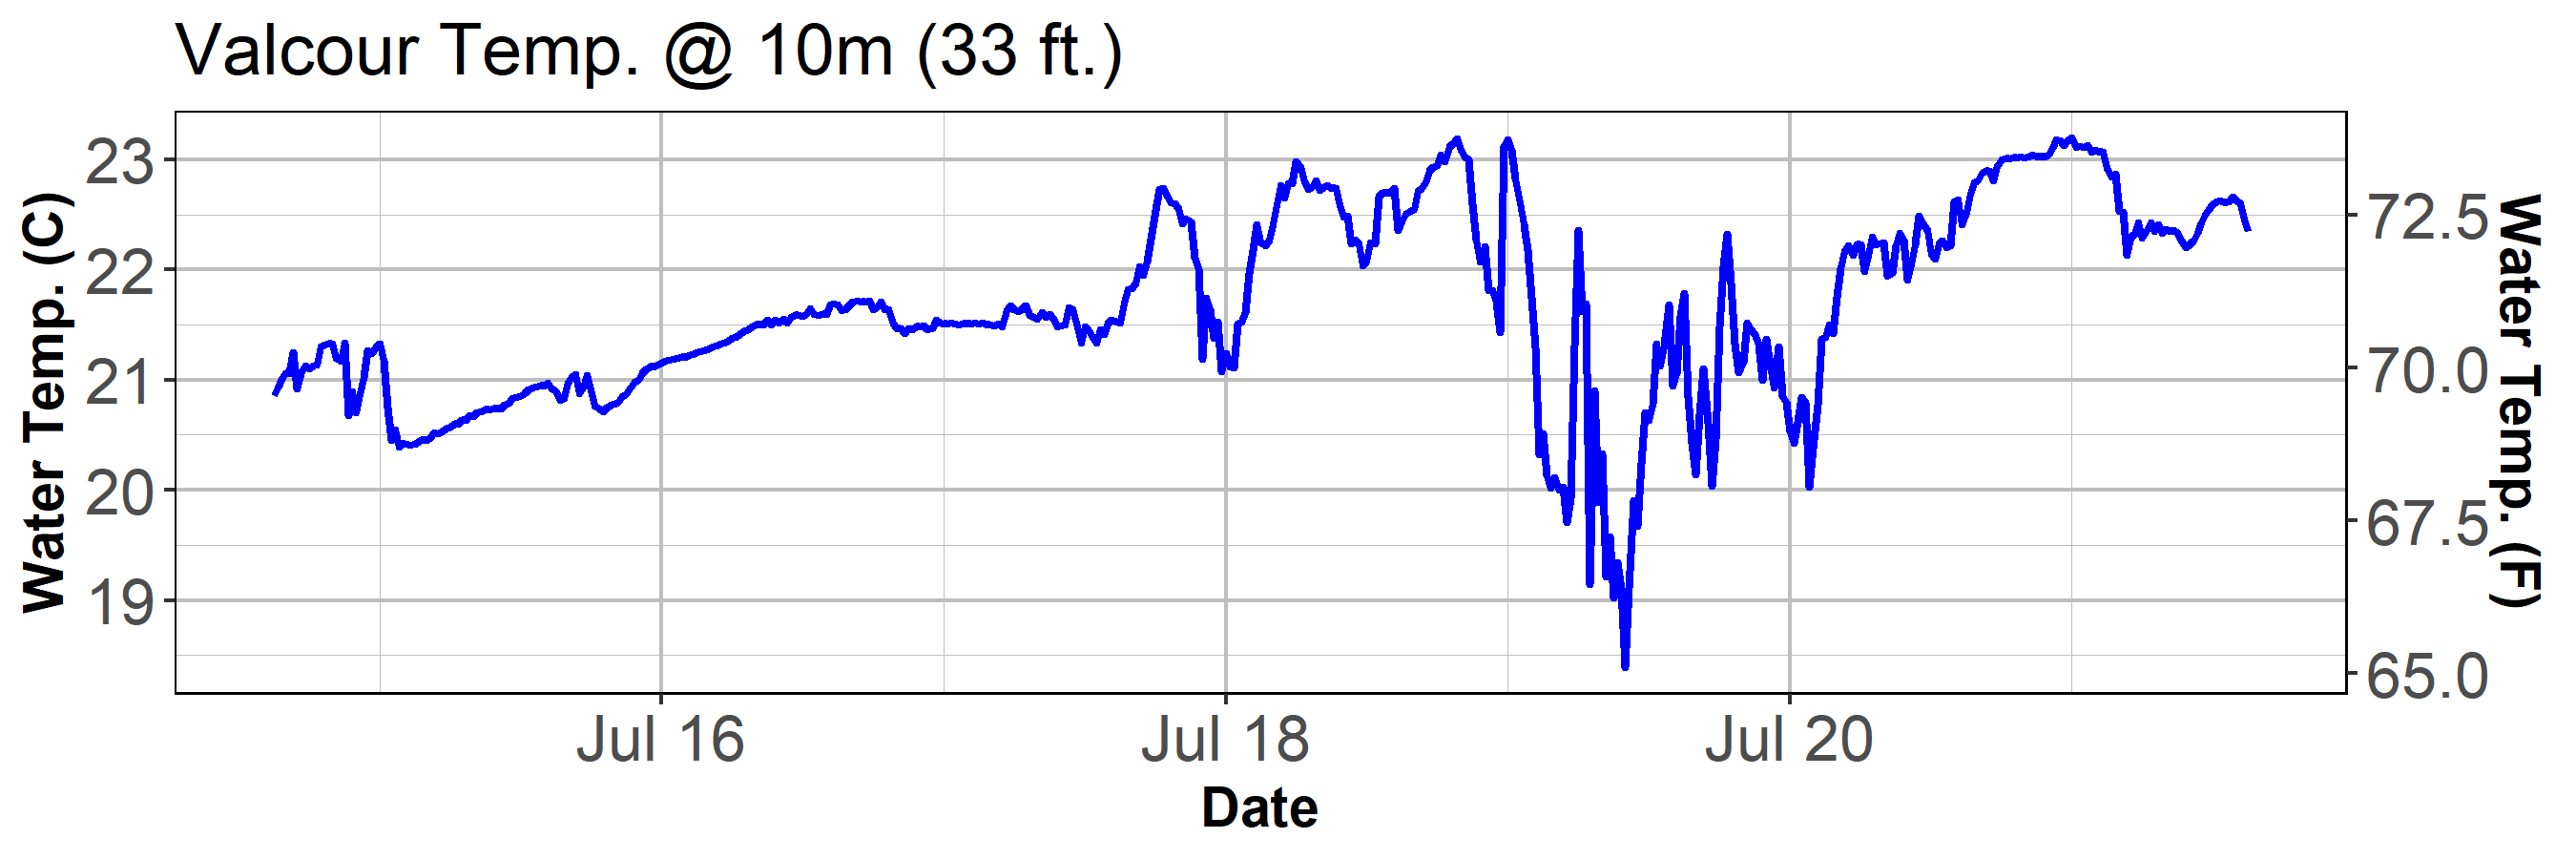 Valcour Temp. @ 10m (33 ft.)
Water Temp. (C)
23
22
21
20
19
72.5
70.0
67.5
65.0
Water Temp. (F)
Jul 16
Jul 18
Jul 20
Date